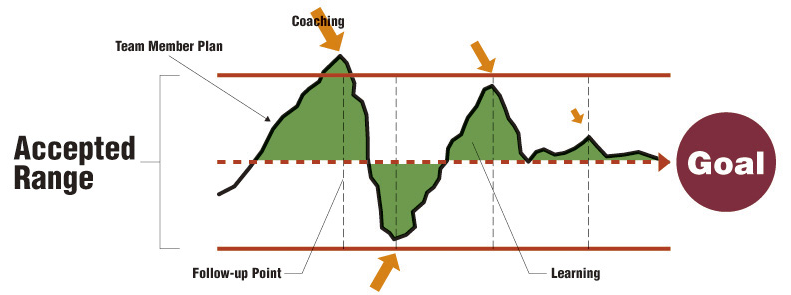 Coaching
Team Member Plan
Accepted
Range
Goal
Follow-up Point
Learning